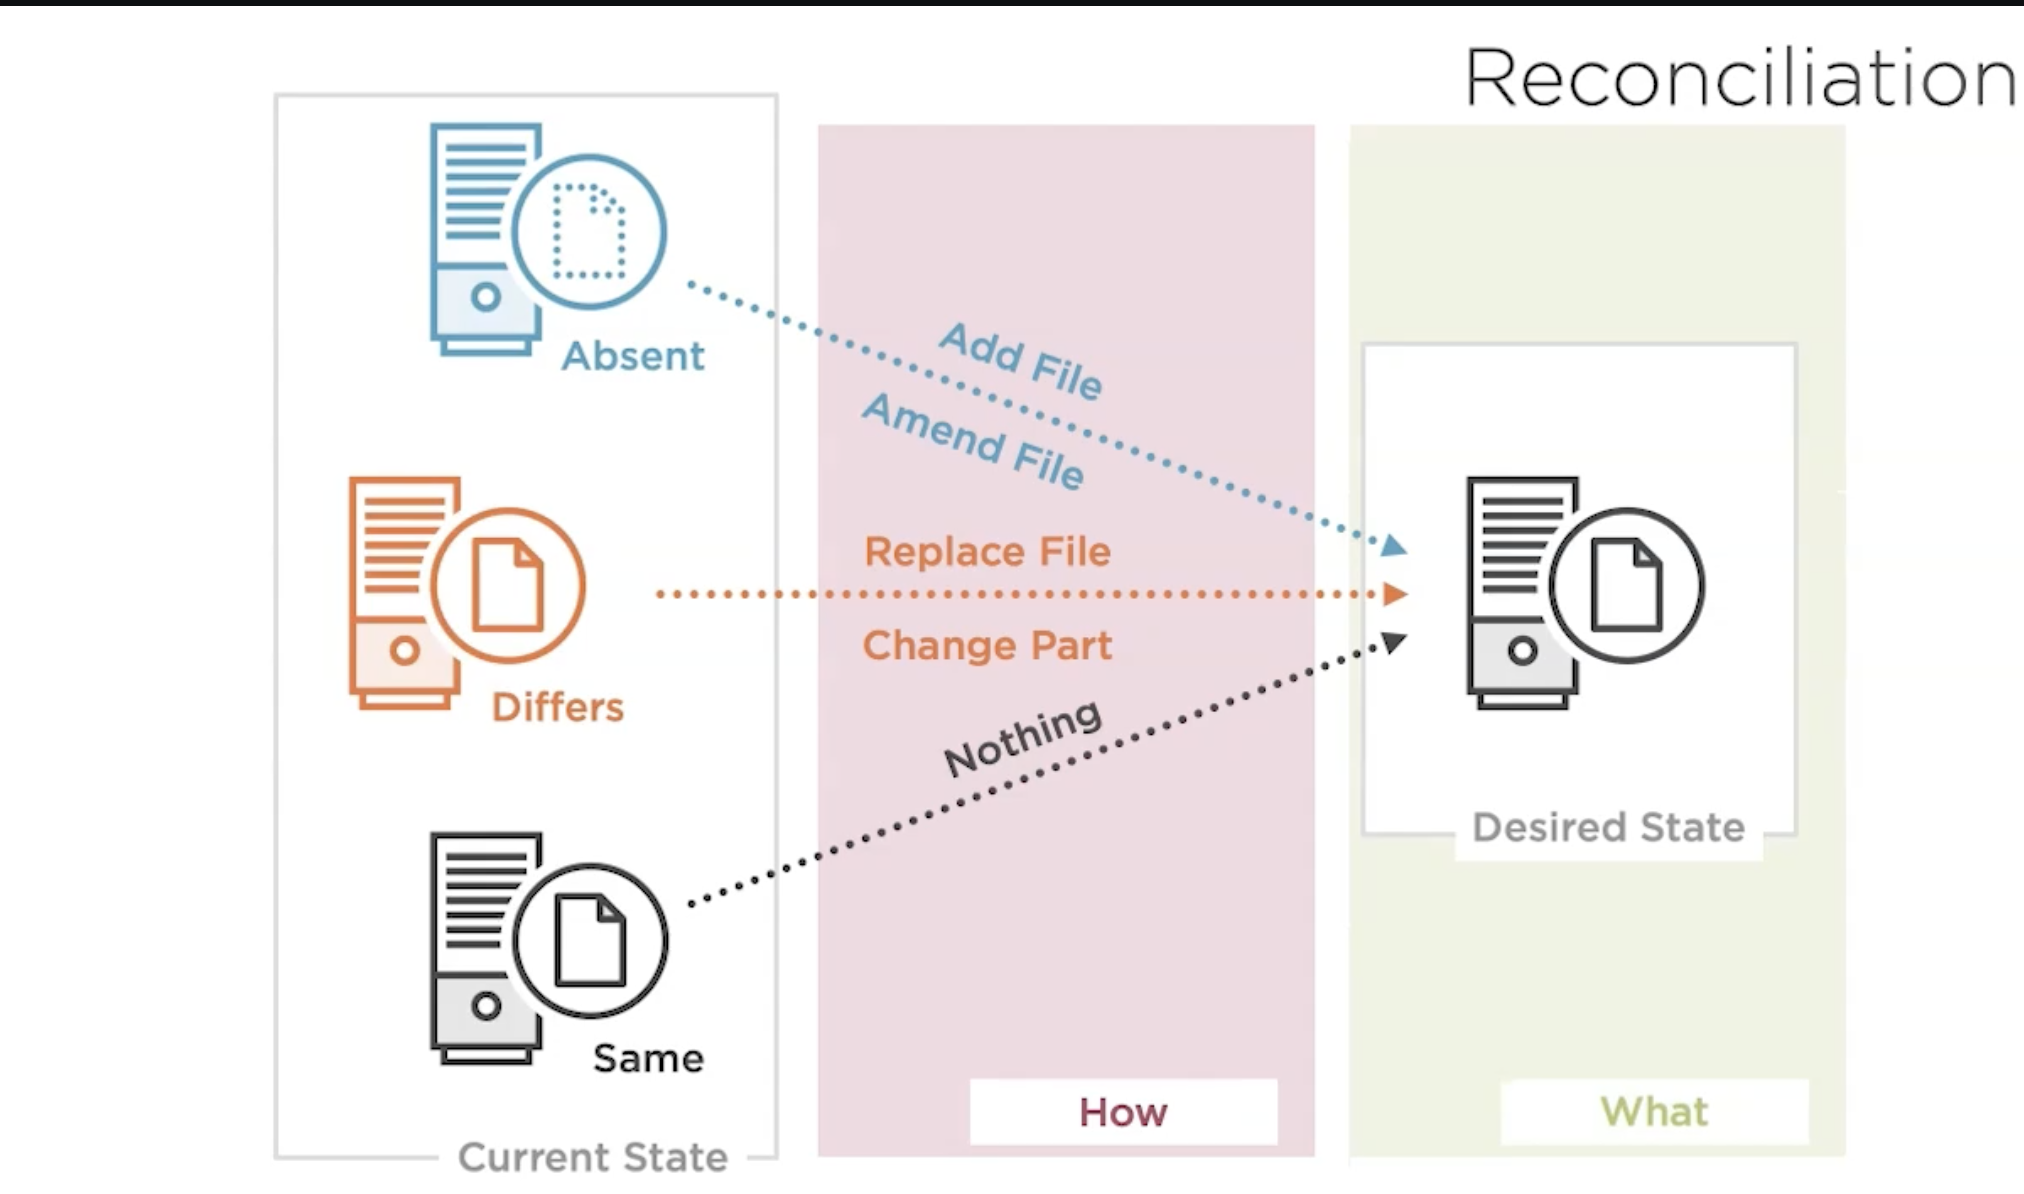 Reconciliation
Absent
Add File
Amend File
Replace File
Change Part
Differs
Nothing
Desired State
Same
How
What
Current State